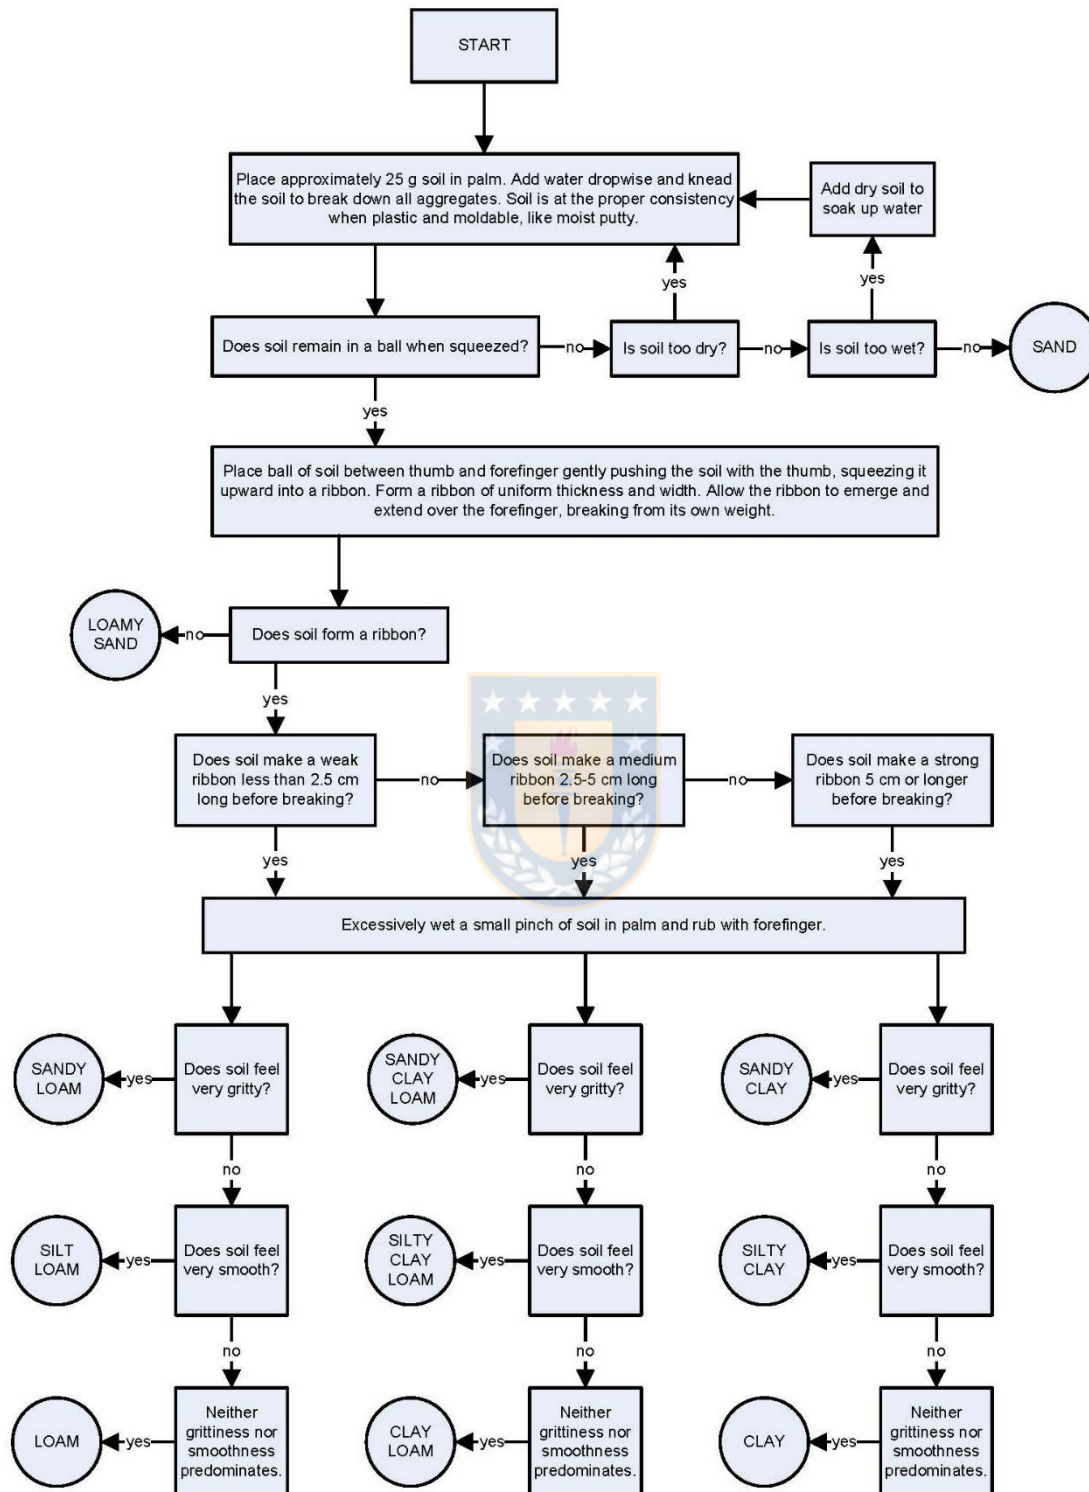 START
Place approximately 25 g soil in palm. Add water dropwise and knead
the soil to break down all aggregates. Soil is at the proper consistency
when plastic and moldable, like moist putty.
Add dry soil to
soak up water
yes
yes
Does soil remain in a ball when squeezed?
no
Is soil too dry?
no
Is soil too wet?
no
SAND
yes
Place ball of soil between thumb and forefinger gently pushing the soil with the thumb, squeezing it
upward into a ribbon. Form a ribbon of uniform thickness and width. Allow the ribbon to emerge and
extend over the forefinger, breaking from its own weight.
LOAMY
SAND
no
Does soil form a ribbon?
yes
Does soil make a weak
ribbon less than 2.5 cm
long before breaking?
no
Does soil make a medium
ribbon 2.5-5 cm long
before breaking?
no
Does soil make a strong
ribbon 5 cm or longer
before breaking?
yes
yes
yes
Excessively wet a small pinch of soil in palm and rub with forefinger.
SANDY
LOAM
yes
Does soil feel
very gritty?
SANDY
CLAY
LOAM
yes
Does soil feel
very gritty?
SANDY
CLAY
yes
Does soil feel
very gritty?
no
no
no
SILT
LOAM
yes
Does soil feel
very smooth?
SILTY
CLAY
LOAM
yes
Does soil feel
very smooth?
SILTY
CLAY
yes
Does soil feel
very smooth?
no
no
no
LOAM
yes
Neither
grittiness nor
smoothness
predominates.
CLAY
LOAM
yes
Neither
grittiness nor
smoothness
predominates.
CLAY
yes
Neither
grittiness nor
smoothness
predominates.